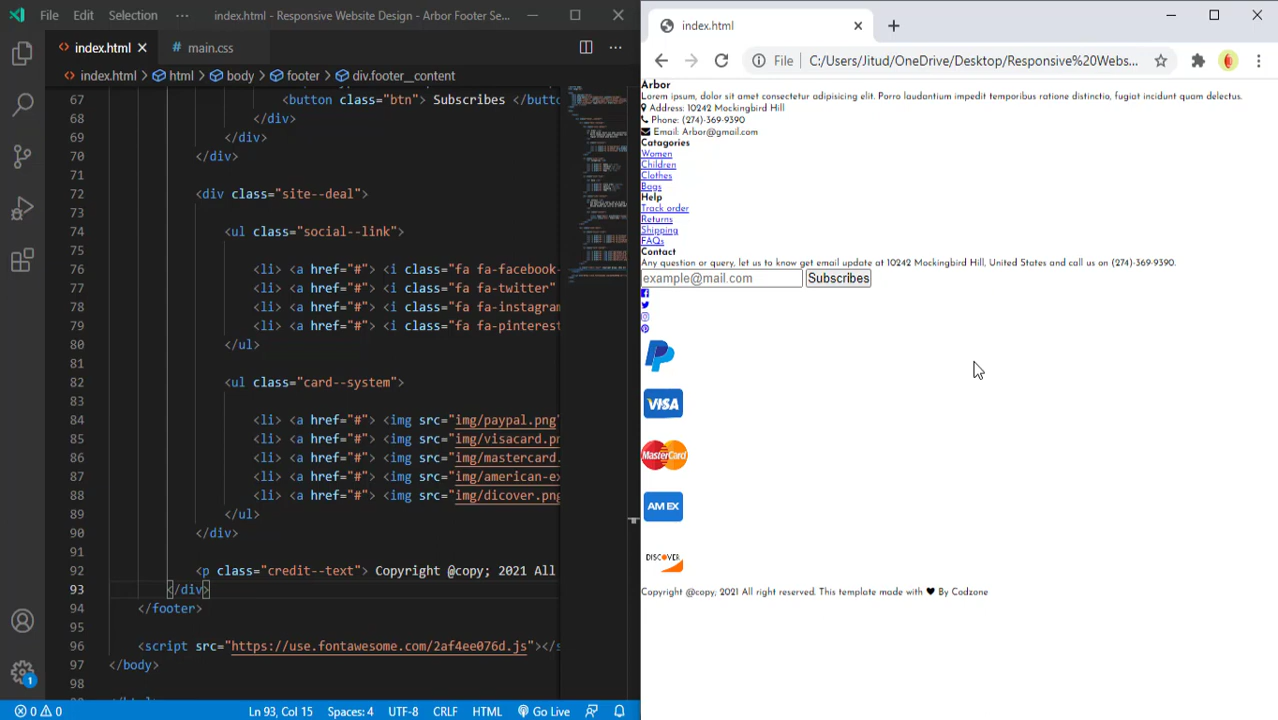 File Edit Selection ··· index.html - Responsive Website Design - Arbor Footer Se...
index.html main.css
index.html > html > body > footer > div.footer__content
67 <button class="btn"> Subscribes </butto
68 </div>
69 </div>
70 </div>
71
72 <div class="site--deal">
73
74 <ul class="social--link">
75
76 <li> <a href="#"> <i class="fa fa-facebook-
77 <li> <a href="#"> <i class="fa fa-twitter"
78 <li> <a href="#"> <i class="fa fa-instagram
79 <li> <a href="#"> <i class="fa fa-pinterest
80 </ul>
81
82 <ul class="card--system">
83
84 <li> <a href="#"> <img src="img/paypal.png"
85 <li> <a href="#"> <img src="img/visacard.pn
86 <li> <a href="#"> <img src="img/mastercard.
87 <li> <a href="#"> <img src="img/american-ex
88 <li> <a href="#"> <img src="img/dicover.png
89 </ul>
90 </div>
91
92 <p class="credit--text"> Copyright @copy; 2021 All
93 </div>
94 </footer>
95
96 <script src="https://use.fontawesome.com/2af4ee076d.js"></s
97 </body>
98
1
0 0 Ln 93, Col 15 Spaces: 4 UTF-8 CRLF HTML Go Live
index.html
File C:/Users/Jitud/OneDrive/Desktop/Responsive%20Webs...
Arbor
Lorem ipsum, dolor sit amet consectetur adipisicing elit. Porro laudantium impedit temporibus ratione distinctio, fugiat incidunt quam delectus.
Address: 10242 Mockingbird Hill
Phone: (274)-369-9390
Email: Arbor@gmail.com
Catagories
Women
Children
Clothes
Bags
Help
Track order
Returns
Shipping
FAQs
Contact
Any question or query, let us to know get email update at 10242 Mockingbird Hill, United States and call us on (274)-369-9390.
example@mail.com Subscribes
VISA
MasterCard
AM EX
DISCOVER
Copyright @copy; 2021 All right reserved. This template made with ♥ By Codzone